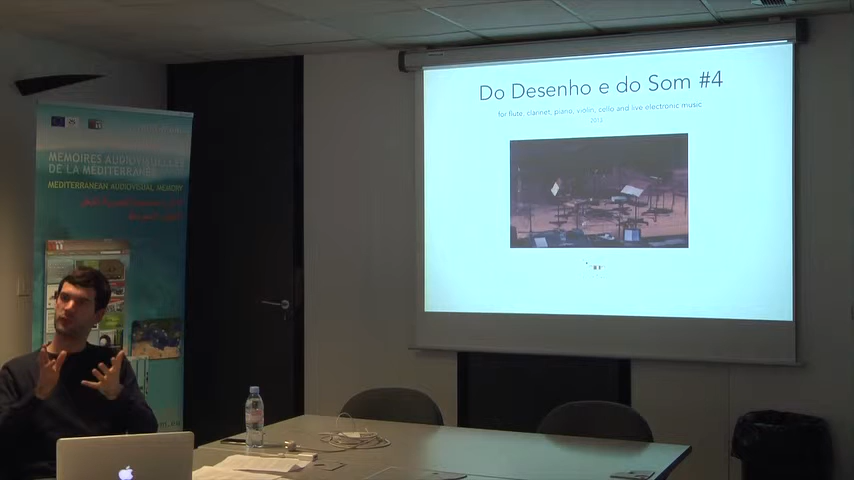 Do Desenho e do Som #4
for flute, clarinet, piano, violin, cello and live electronic music
2012
MEMOIRES AUDIOVISUELLES
DE LA MÉDITERRANÉE
MEDITERRANEAN AUDIOVISUAL MEMORY